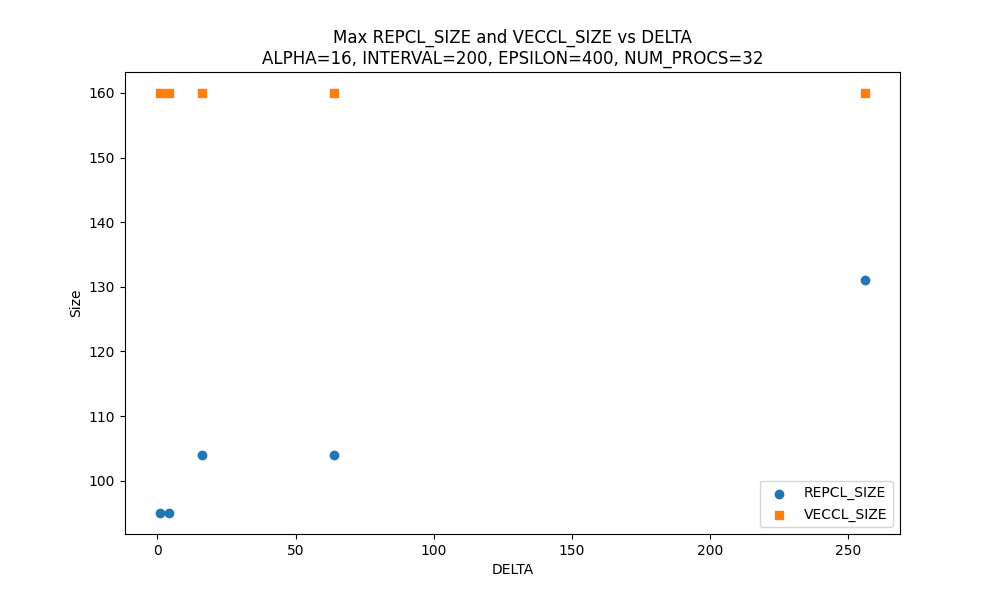 Max REPCL_SIZE and VECCL_SIZE vs DELTA
ALPHA=16, INTERVAL=200, EPSILON=400, NUM_PROCS=32
160
150
140
130
120
110
100
Size
0 50 100 150 200 250
DELTA
REPCL_SIZE
VECCL_SIZE